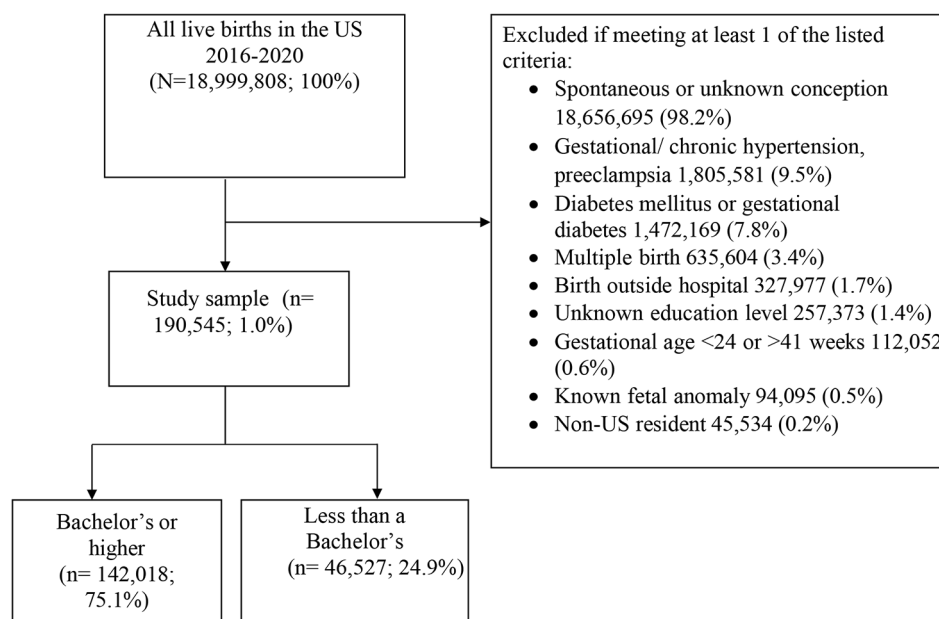 All live births in the US
2016-2020
(N=18,999,808; 100%)
Excluded if meeting at least 1 of the listed
criteria:
• Spontaneous or unknown conception
18,656,695 (98.2%)
• Gestational/ chronic hypertension,
preeclampsia 1,805,581 (9.5%)
• Diabetes mellitus or gestational
diabetes 1,472,169 (7.8%)
• Multiple birth 635,604 (3.4%)
• Birth outside hospital 327,977 (1.7%)
• Unknown education level 257,373 (1.4%)
• Gestational age <24 or >41 weeks 112,052
(0.6%)
• Known fetal anomaly 94,095 (0.5%)
• Non-US resident 45,534 (0.2%)
Study sample (n=
190,545; 1.0%)
Bachelor’s or
higher
(n= 142,018;
75.1%)
Less than a
Bachelor’s
(n= 46,527; 24.9%)